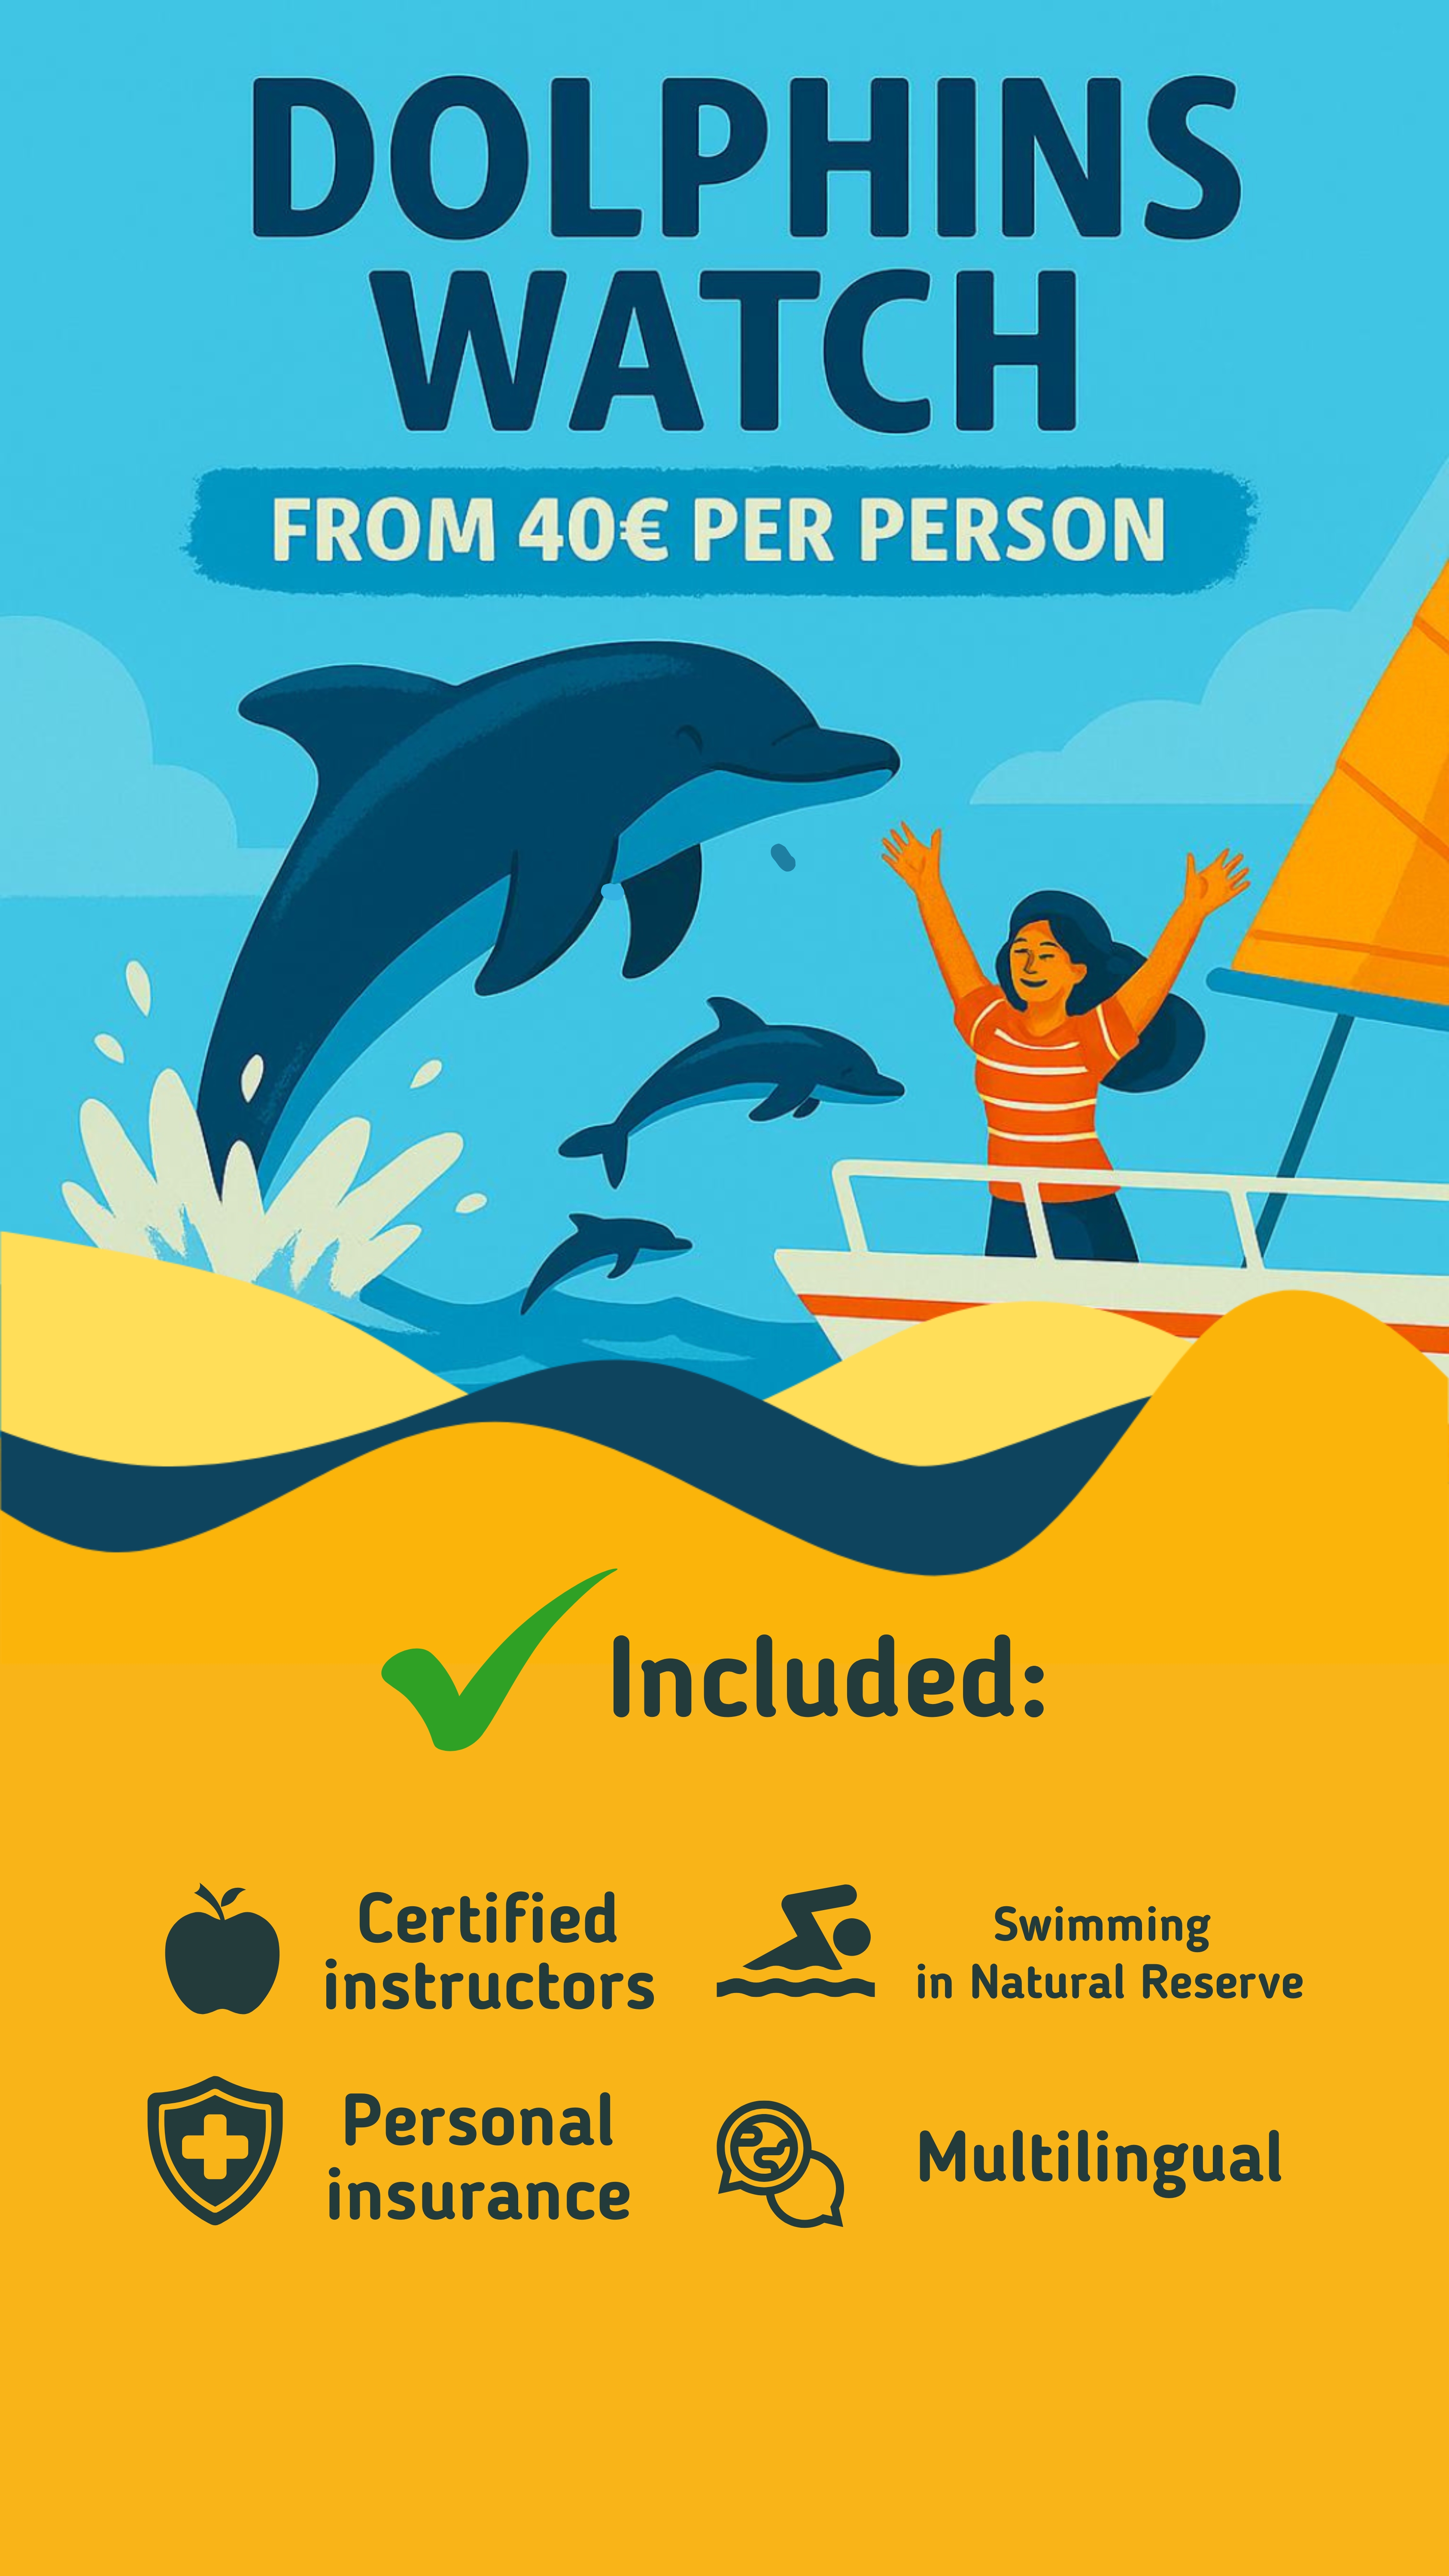 DOLPHINS
WATCH
FROM 40€ PER PERSON
Included:
Certified
instructors
Swimming
in Natural Reserve
Personal
insurance
Multilingual